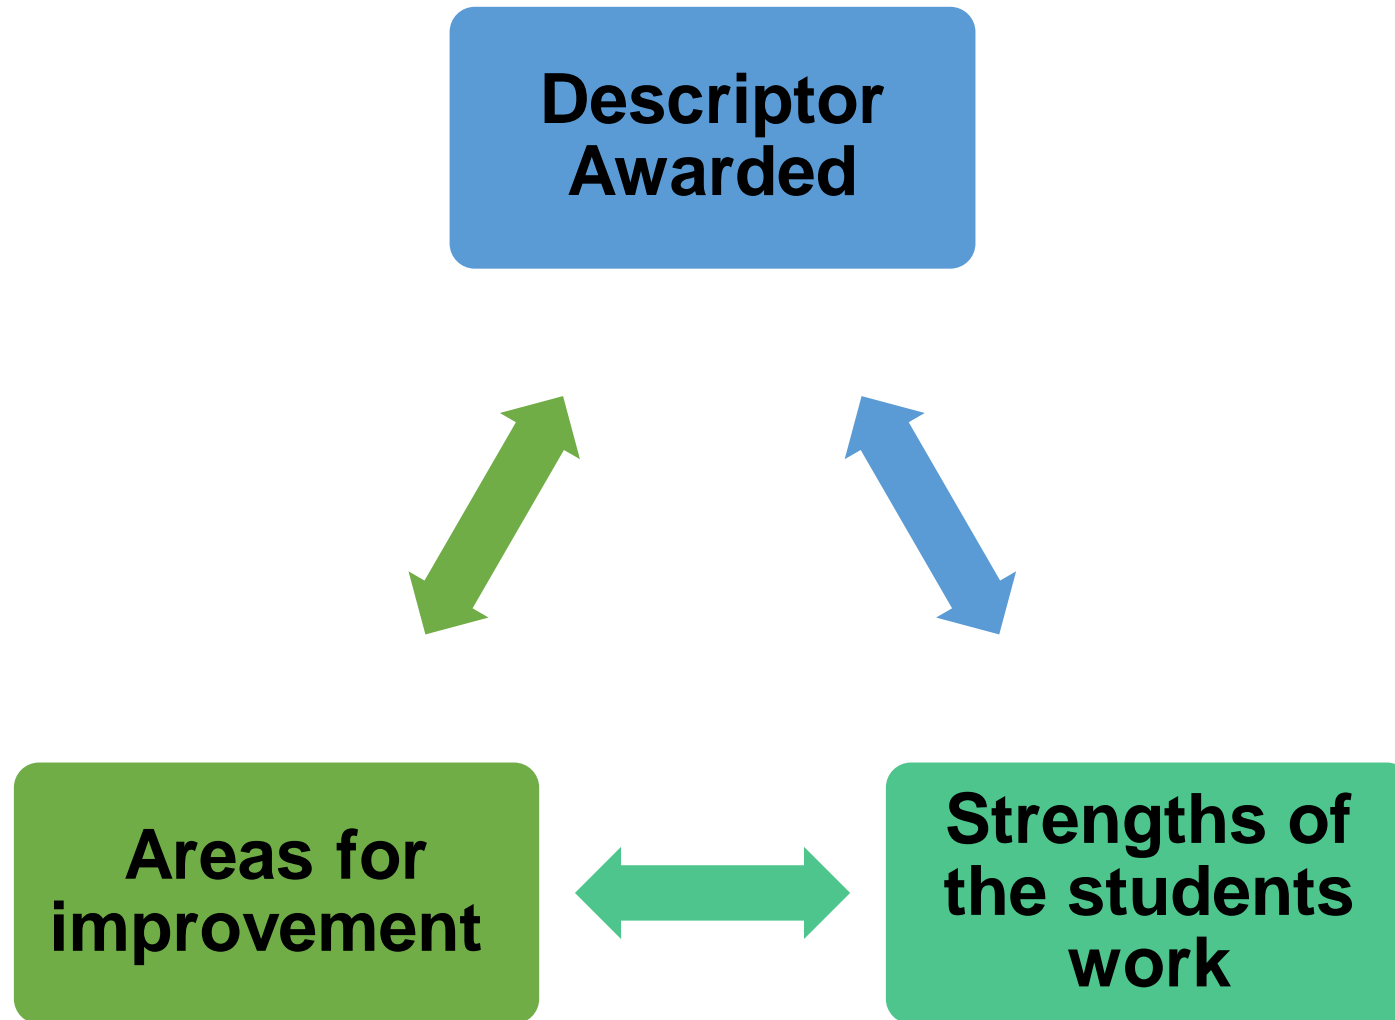 Descriptor
Awarded
Areas for
improvement
Strengths of
the students
work